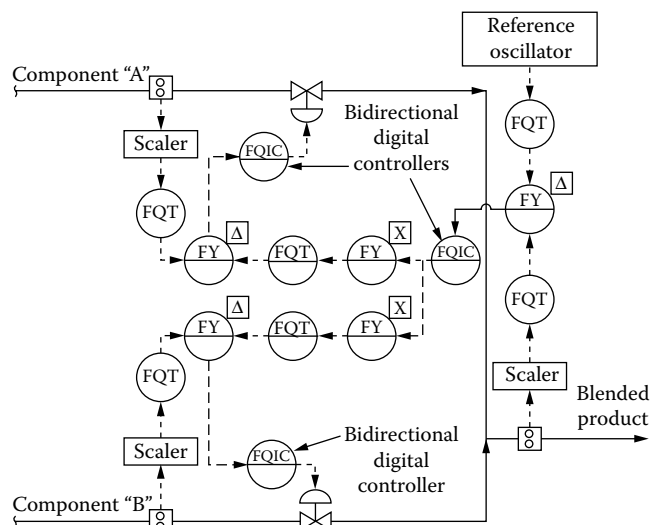 Reference
oscillator
Component “A”
Bidirectional
digital
controllers
Scaler
FQIC
FQT
FQT
FY
Δ
Δ
X
FY
FQT
FY
FQIC
Δ
X
FY
FQT
FY
FQT
FQT
Scaler
Blended
product
Scaler
FQIC
Bidirectional
digital
controller
Component “B”